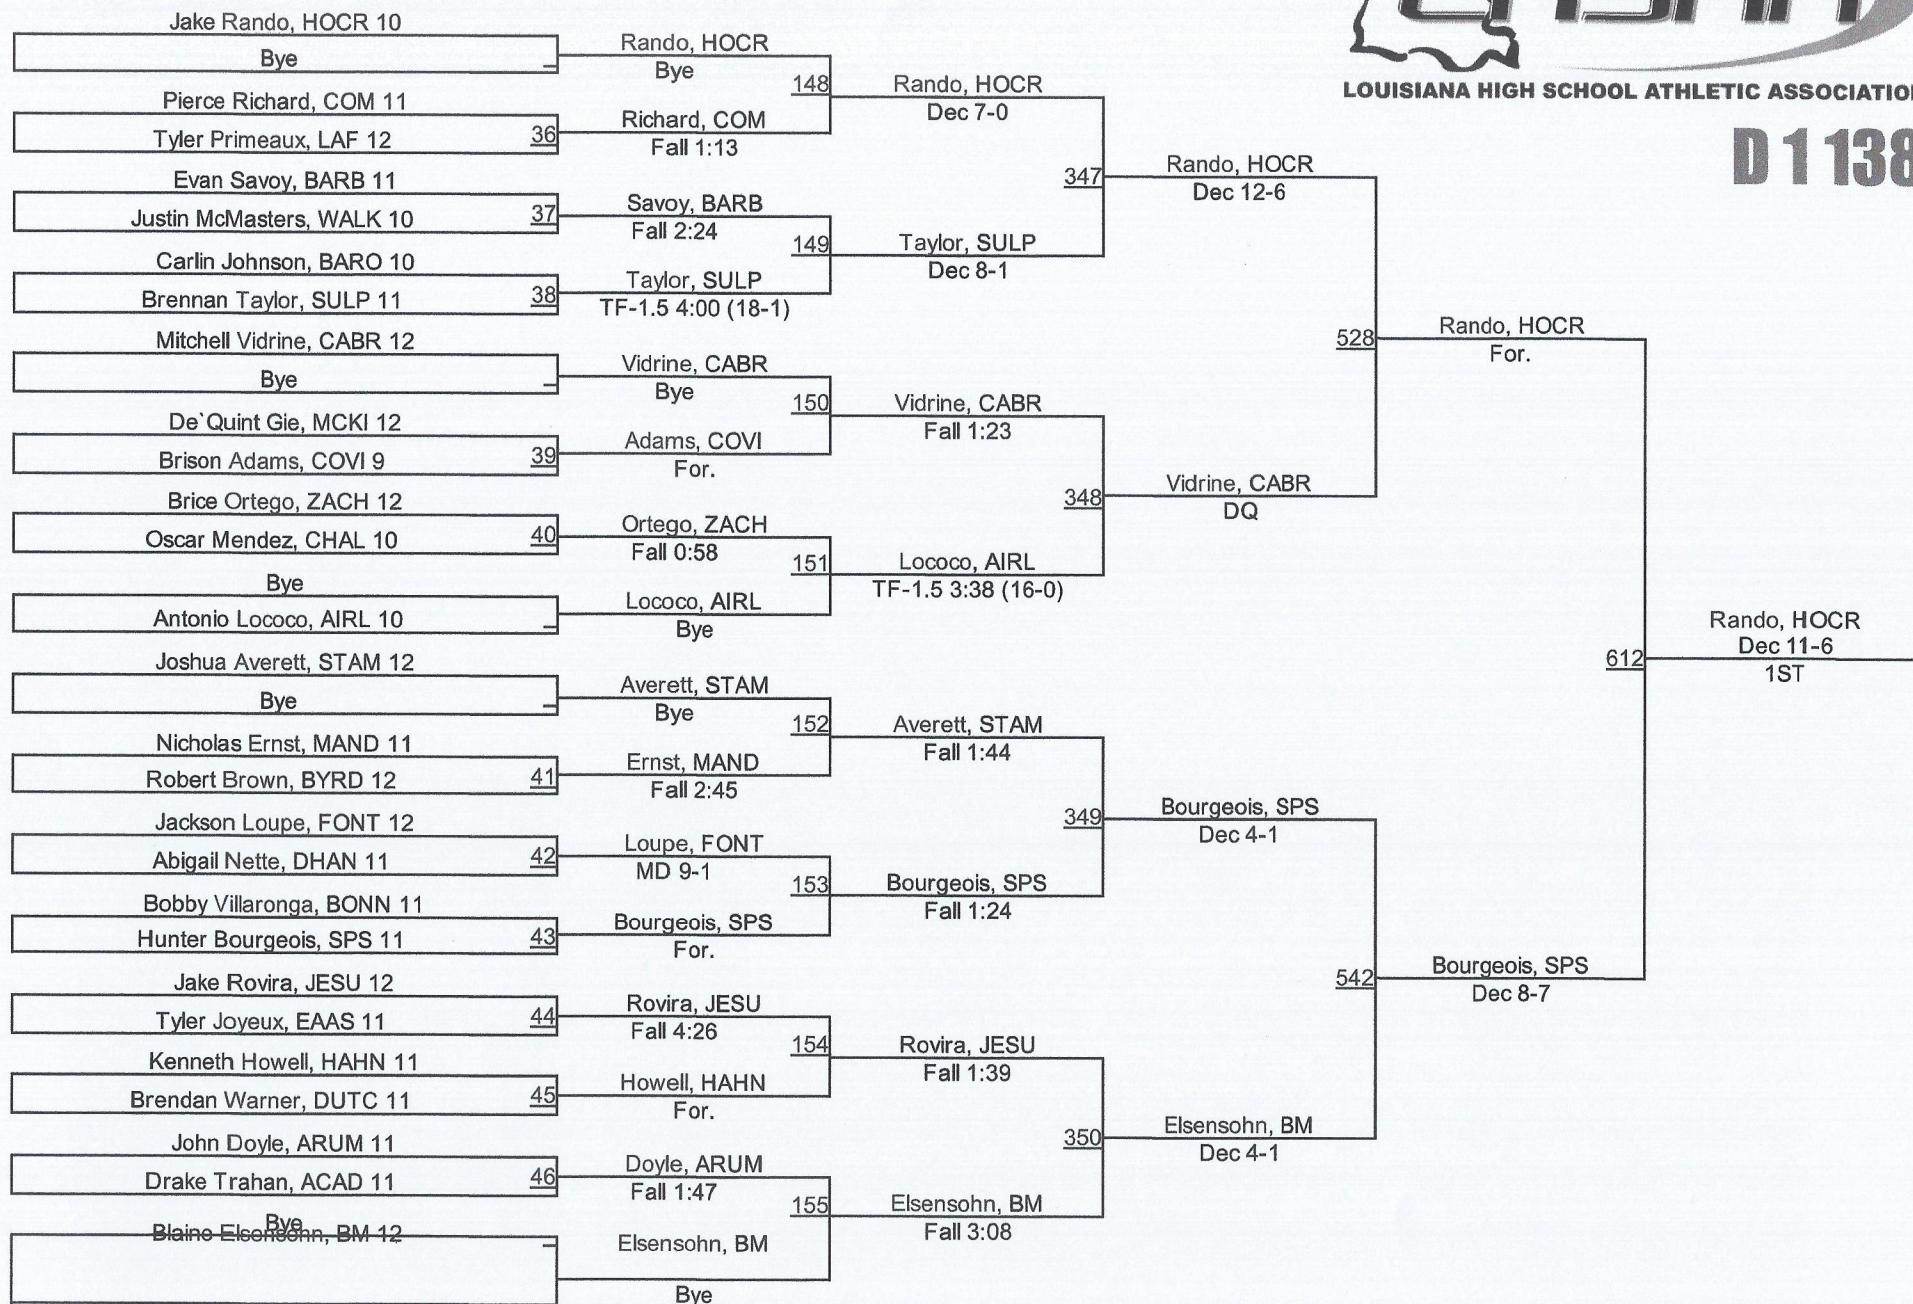 LOUISIANA HIGH SCHOOL ATHLETIC ASSOCIATION
D 1 138
Jake Rando, HOCR 10
Bye
Pierce Richard, COM 11
Tyler Primeaux, LAF 12
36
Evan Savoy, BARB 11
Justin McMasters, WALK 10
37
Carlin Johnson, BARO 10
Brennan Taylor, SULP 11
38
Mitchell Vidrine, CABR 12
Bye
De`Quint Gie, MCKI 12
Brison Adams, COVI 9
39
Brice Ortego, ZACH 12
Oscar Mendez, CHAL 10
40
Bye
Antonio Lococo, AIRL 10
Joshua Averett, STAM 12
Bye
Nicholas Ernst, MAND 11
Robert Brown, BYRD 12
41
Jackson Loupe, FONT 12
Abigail Nette, DHAN 11
42
Bobby Villaronga, BONN 11
Hunter Bourgeois, SPS 11
43
Jake Rovira, JESU 12
Tyler Joyeux, EAAS 11
44
Kenneth Howell, HAHN 11
Brendan Warner, DUTC 11
45
John Doyle, ARUM 11
Drake Trahan, ACAD 11
46
Bye
Blaine Elsensohn, BM 12
Rando, HOCR
Bye
148
Richard, COM
Fall 1:13
Savoy, BARB
Fall 2:24
149
Taylor, SULP
TF-1.5 4:00 (18-1)
Vidrine, CABR
Bye
150
Adams, COVI
For.
Ortego, ZACH
Fall 0:58
151
Lococo, AIRL
Bye
Averett, STAM
Bye
152
Ernst, MAND
Fall 2:45
Loupe, FONT
MD 9-1
153
Bourgeois, SPS
For.
Rovira, JESU
Fall 4:26
154
Howell, HAHN
For.
Doyle, ARUM
Fall 1:47
155
Elsensohn, BM
Bye
Rando, HOCR
Dec 7-0
347
Taylor, SULP
Dec 8-1
Vidrine, CABR
Fall 1:23
348
Lococo, AIRL
TF-1.5 3:38 (16-0)
Averett, STAM
Fall 1:44
349
Bourgeois, SPS
Fall 1:24
Rovira, JESU
Fall 1:39
350
Elsensohn, BM
Fall 3:08
Rando, HOCR
Dec 12-6
528
Vidrine, CABR
DQ
Bourgeois, SPS
Dec 4-1
542
Elsensohn, BM
Dec 4-1
Rando, HOCR
For.
612
Bourgeois, SPS
Dec 8-7
Rando, HOCR
Dec 11-6
1ST